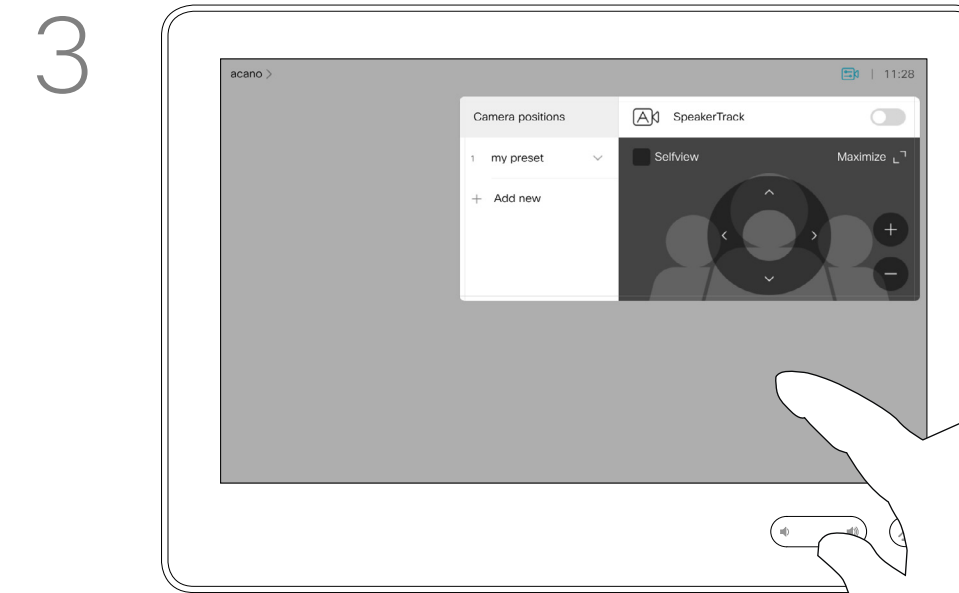 3
acano >
11:28
Camera positions
SpeakerTrack
1 my preset
Selfview
Maximize
+ Add new